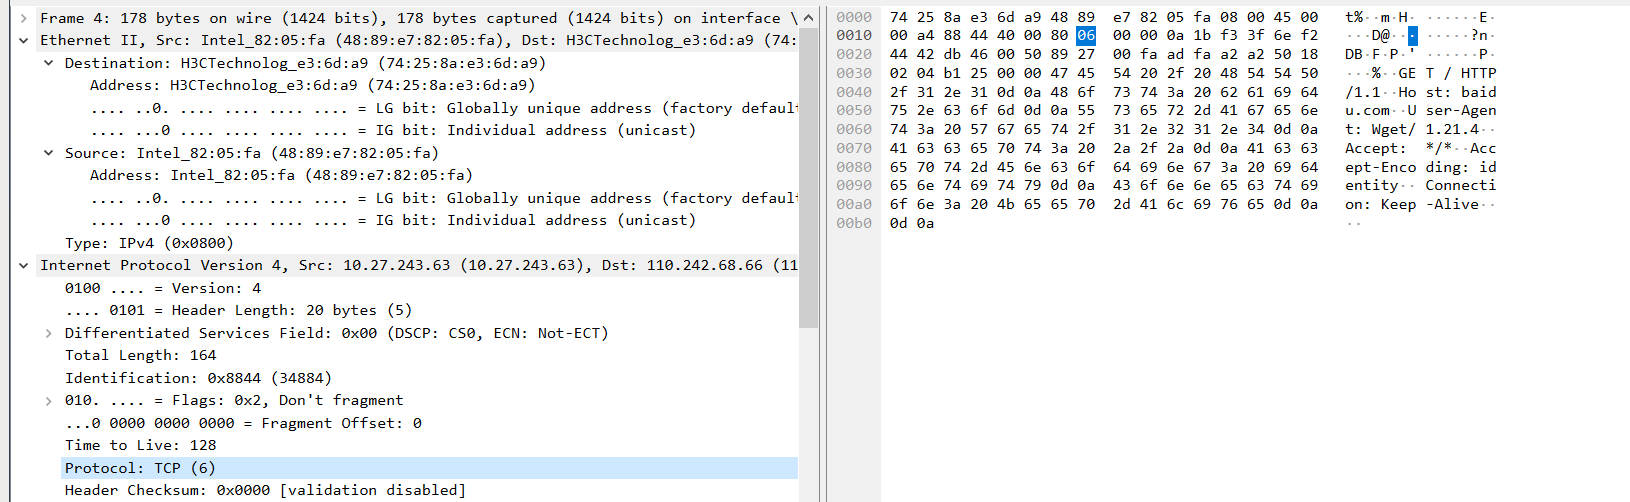 Frame 4: 178 bytes on wire (1424 bits), 178 bytes captured (1424 bits) on interface \
Ethernet II, Src: Intel_82:05:fa (48:89:e7:82:05:fa), Dst: H3CTechnolog_e3:6d:a9 (74:
Destination: H3CTechnolog_e3:6d:a9 (74:25:8a:e3:6d:a9)
Address: H3CTechnolog_e3:6d:a9 (74:25:8a:e3:6d:a9)
.... ..0. .... .... .... .... = LG bit: Globally unique address (factory defaul
.... ...0 .... .... .... .... = IG bit: Individual address (unicast)
Source: Intel_82:05:fa (48:89:e7:82:05:fa)
Address: Intel_82:05:fa (48:89:e7:82:05:fa)
.... ..0. .... .... .... .... = LG bit: Globally unique address (factory defaul
.... ...0 .... .... .... .... = IG bit: Individual address (unicast)
Type: IPv4 (0x0800)
Internet Protocol Version 4, Src: 10.27.243.63 (10.27.243.63), Dst: 110.242.68.66 (11
0100 .... = Version: 4
.... 0101 = Header Length: 20 bytes (5)
Differentiated Services Field: 0x00 (DSCP: CS0, ECN: Not-ECT)
Total Length: 164
Identification: 0x8844 (34884)
010. .... = Flags: 0x2, Don't fragment
...0 0000 0000 0000 = Fragment Offset: 0
Time to Live: 128
Protocol: TCP (6)
Header Checksum: 0x0000 [validation disabled]
0000 74 25 8a e3 6d a9 48 89 e7 82 05 fa 08 00 45 00 t%··m·H· ······E·
0010 00 a4 88 44 40 00 80 06 00 00 0a 1b f3 3f 6e f2 ···D@··· ·····?n·
0020 44 42 db 46 00 50 89 27 00 fa ad fa a2 a2 50 18 DB·F·P·' ······P·
0030 02 04 b1 25 00 00 47 45 54 20 2f 20 48 54 54 50 ···%··GE T / HTTP
0040 2f 31 2e 31 0d 0a 48 6f 73 74 3a 20 62 61 69 64 /1.1··Ho st: baid
0050 75 2e 63 6f 6d 0d 0a 55 73 65 72 2d 41 67 65 6e u.com··U ser-Agen
0060 74 3a 20 57 67 65 74 2f 31 2e 32 31 2e 34 0d 0a t: Wget/ 1.21.4··
0070 41 63 63 65 70 74 3a 20 2a 2f 2a 0d 0a 41 63 63 Accept: */*··Acc
0080 65 70 74 2d 45 6e 63 6f 64 69 6e 67 3a 20 69 64 ept-Enco ding: id
0090 65 6e 74 69 74 79 0d 0a 43 6f 6e 6e 65 63 74 69 entity·· Connecti
00a0 6f 6e 3a 20 4b 65 65 70 2d 41 6c 69 76 65 0d 0a on: Keep -Alive··
00b0 0d 0a ··